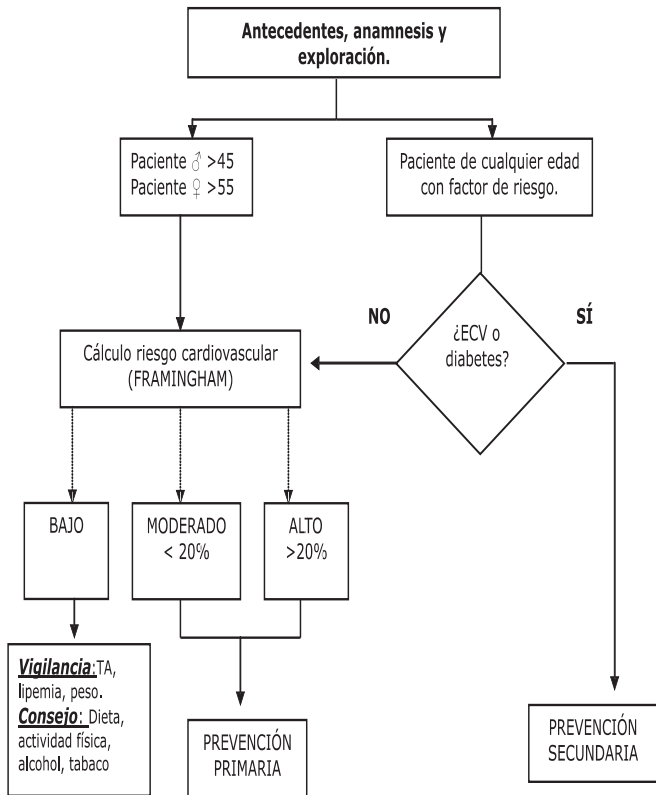 Antecedentes, anamnesis y
exploración.
Paciente ♂ >45
Paciente ♀ >55
Paciente de cualquier edad
con factor de riesgo.
NO
SÍ
¿ECV o
diabetes?
Cálculo riesgo cardiovascular
(FRAMINGHAM)
BAJO
MODERADO
< 20%
ALTO
>20%
Vigilancia:TA,
lipemia, peso.
Consejo: Dieta,
actividad física,
alcohol, tabaco
PREVENCIÓN
PRIMARIA
PREVENCIÓN
SECUNDARIA